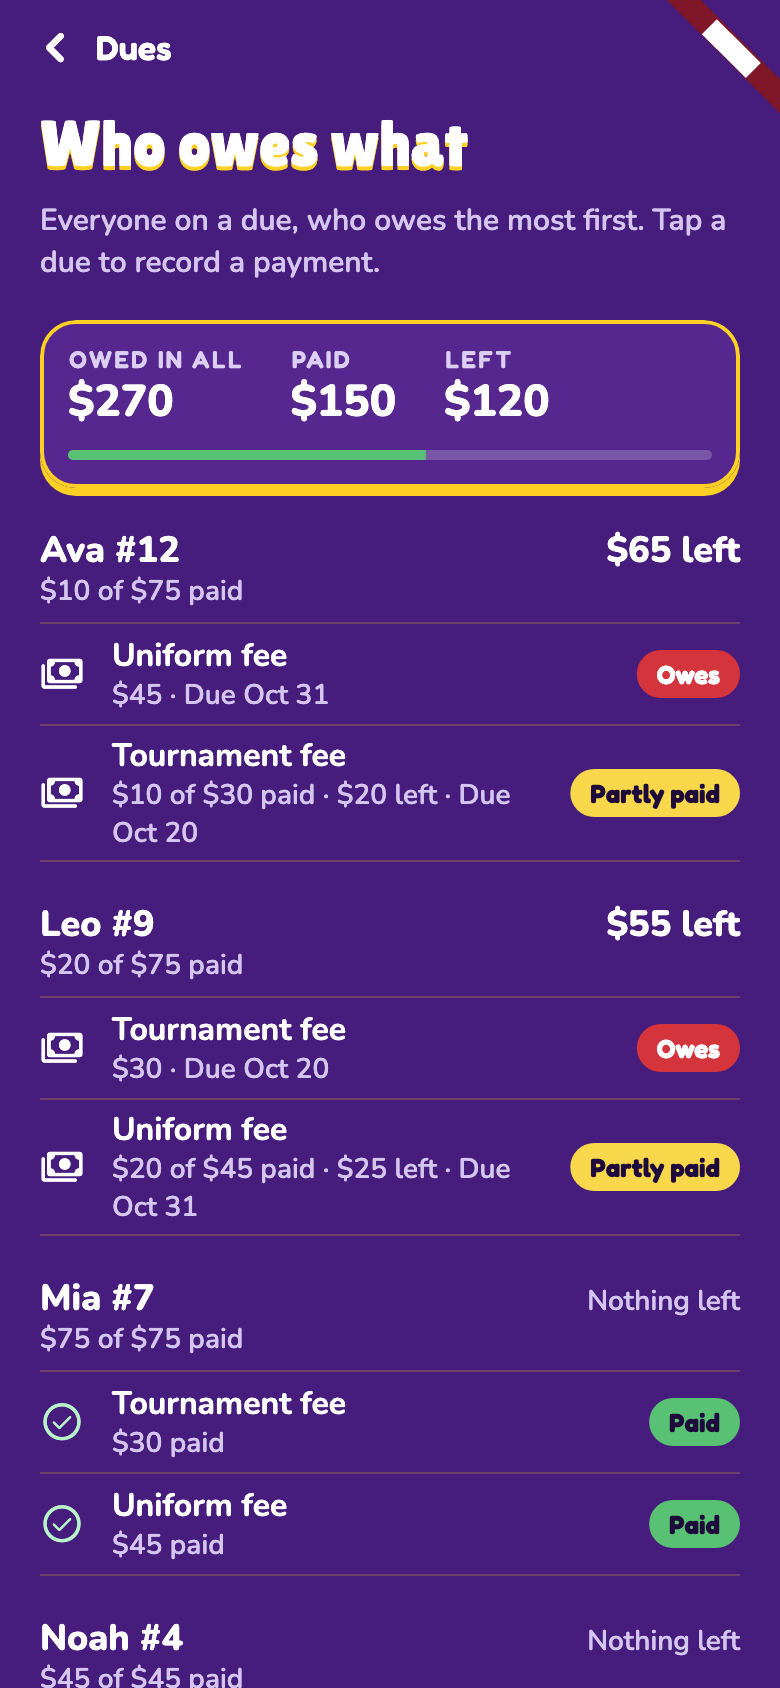 Dues
Who owes what
Everyone on a due, who owes the most first. Tap a
due to record a payment.
OWED IN ALL PAID LEFT
$270 $150 $120
Ava #12 $65 left
$10 of $75 paid
Uniform fee
$45 · Due Oct 31
Owes
Tournament fee
$10 of $30 paid · $20 left · Due
Oct 20
Partly paid
Leo #9 $55 left
$20 of $75 paid
Tournament fee
$30 · Due Oct 20
Owes
Uniform fee
$20 of $45 paid · $25 left · Due
Oct 31
Partly paid
Mia #7 Nothing left
$75 of $75 paid
Tournament fee
$30 paid
Paid
Uniform fee
$45 paid
Paid
Noah #4 Nothing left
$45 of $45 paid